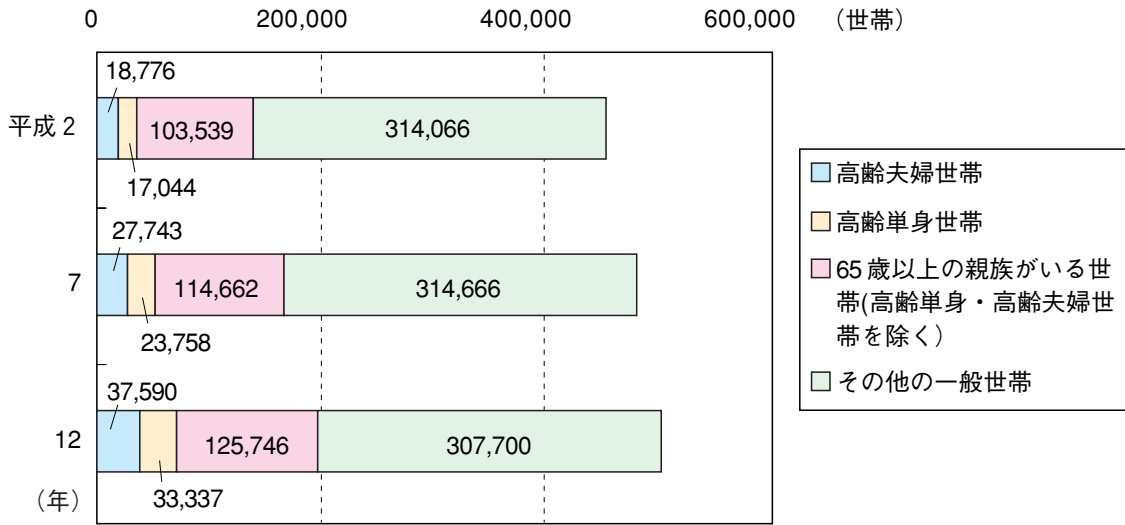 0 200,000 400,000 600,000 (世帯)
18,776
平成 2 103,539 314,066
17,044
27,743
7 114,662 314,666
23,758
37,590
12 125,746 307,700
(年) 33,337
高齢夫婦世帯
高齢単身世帯
65 歳以上の親族がいる世
帯(高齢単身・高齢夫婦世
帯を除く)
その他の一般世帯